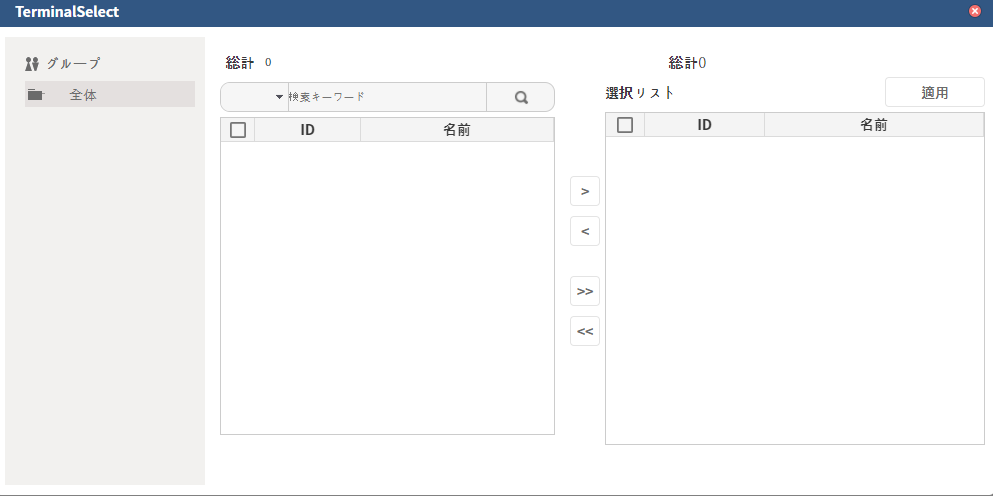 TerminalSelect
グループ
全体
総計 0
検索キーワード
ID 名前
>
<
>>
<<
総計0
選択リスト
適用
ID 名前